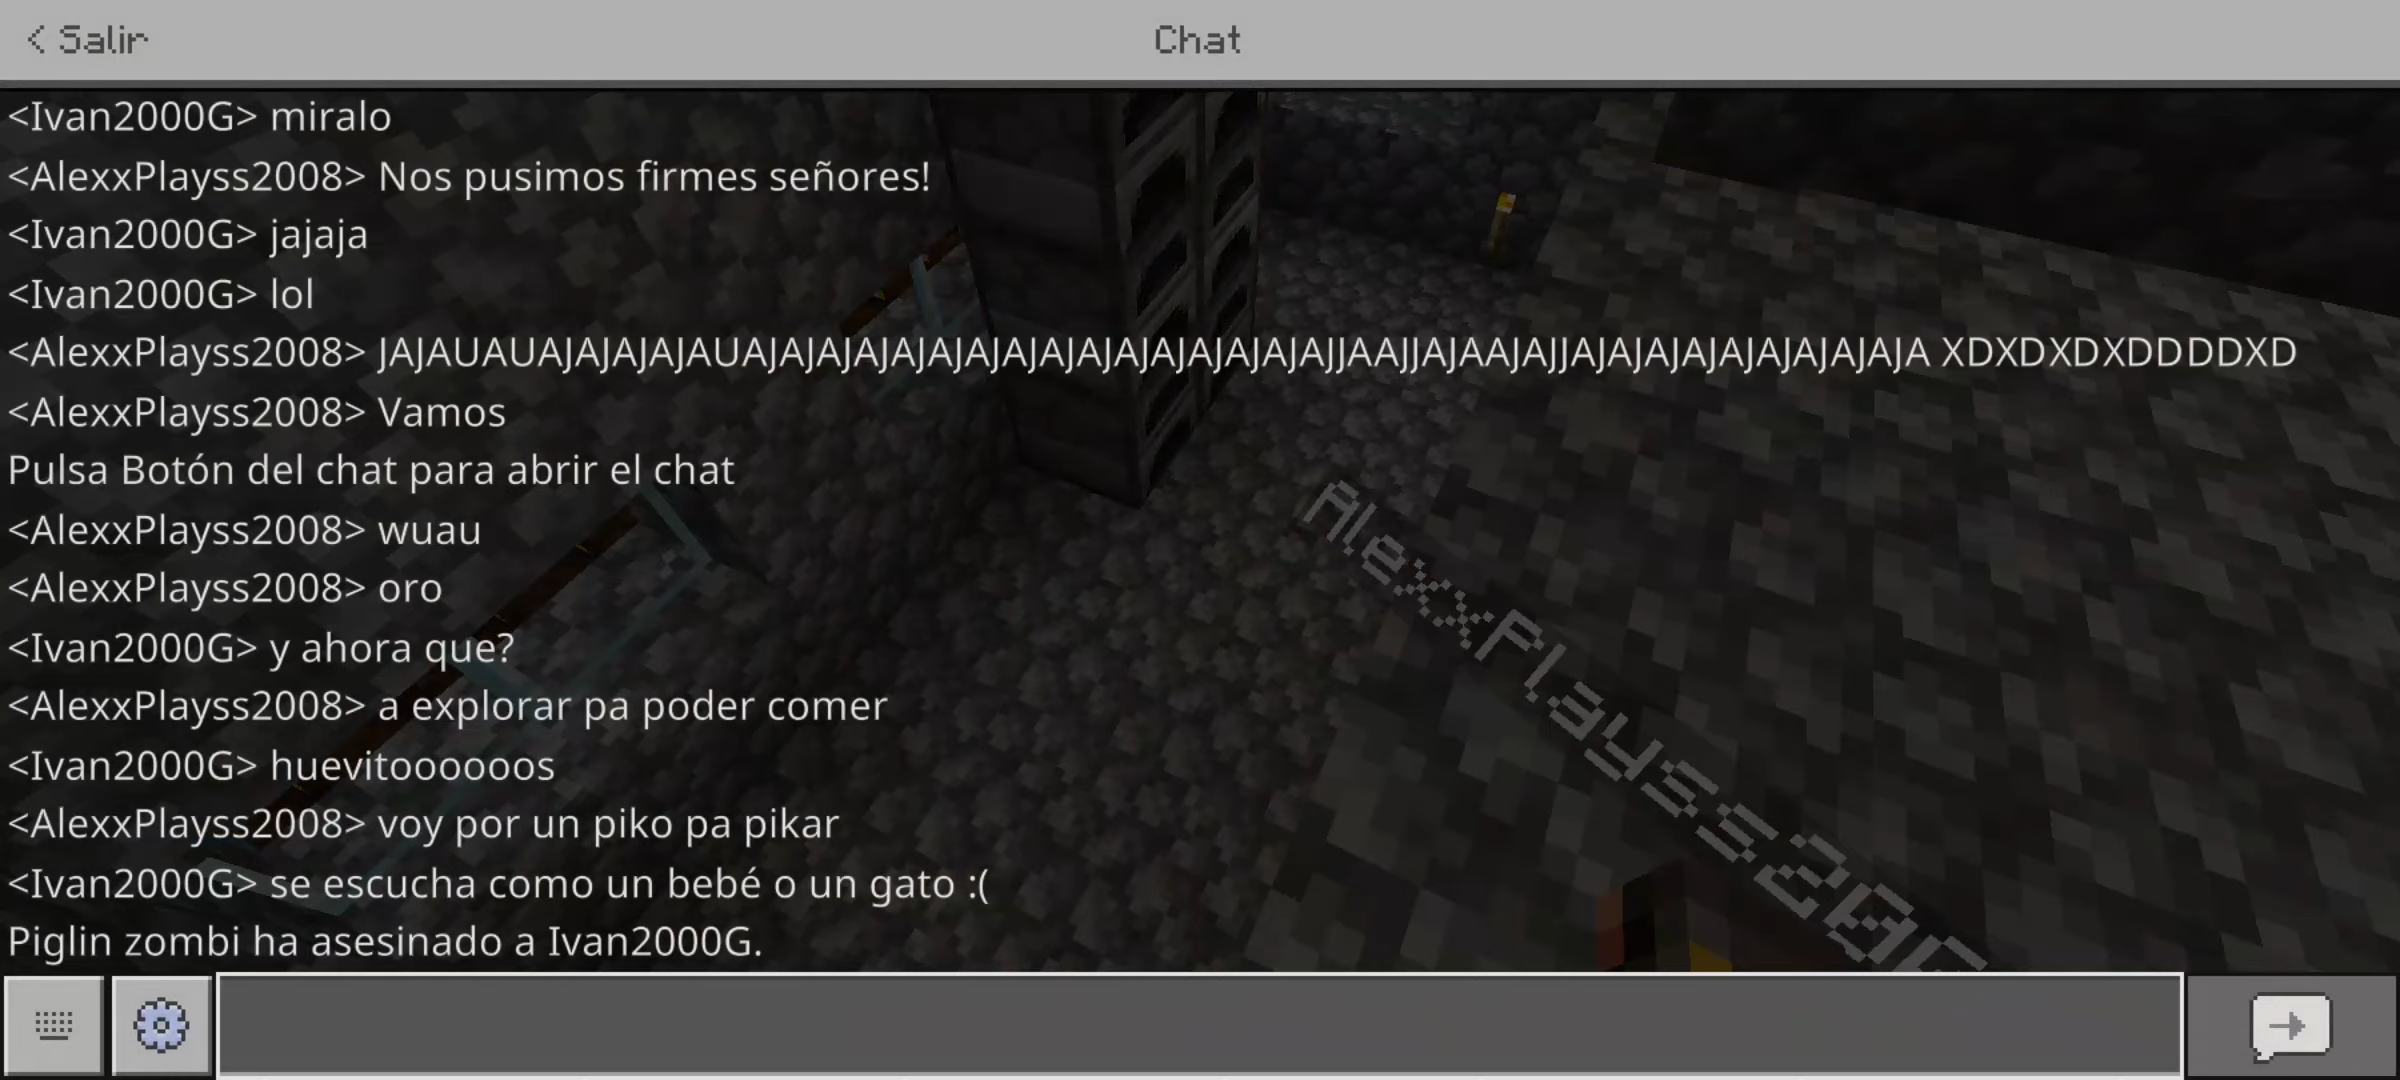 < Salir
Chat
<Ivan2000G> miralo
<AlexxPlayss2008> Nos pusimos firmes señores!
<Ivan2000G> jajaja
<Ivan2000G> lol
<AlexxPlayss2008> JAJAUAUAJAJAJAJAUAJAJAJAJAJAJAJAJAJAJAJAJAJAJAJJAAJJAJAAJAJJAJAJAJAJAJAJAJAJAJA XDXDXDXDDDDXD
<AlexxPlayss2008> Vamos
Pulsa Botón del chat para abrir el chat
<AlexxPlayss2008> wuau
<AlexxPlayss2008> oro
<Ivan2000G> y ahora que?
<AlexxPlayss2008> a explorar pa poder comer
<Ivan2000G> huevitoooooos
<AlexxPlayss2008> voy por un piko pa pikar
<Ivan2000G> se escucha como un bebé o un gato :(
Piglin zombi ha asesinado a Ivan2000G.
AlexxPlayss200